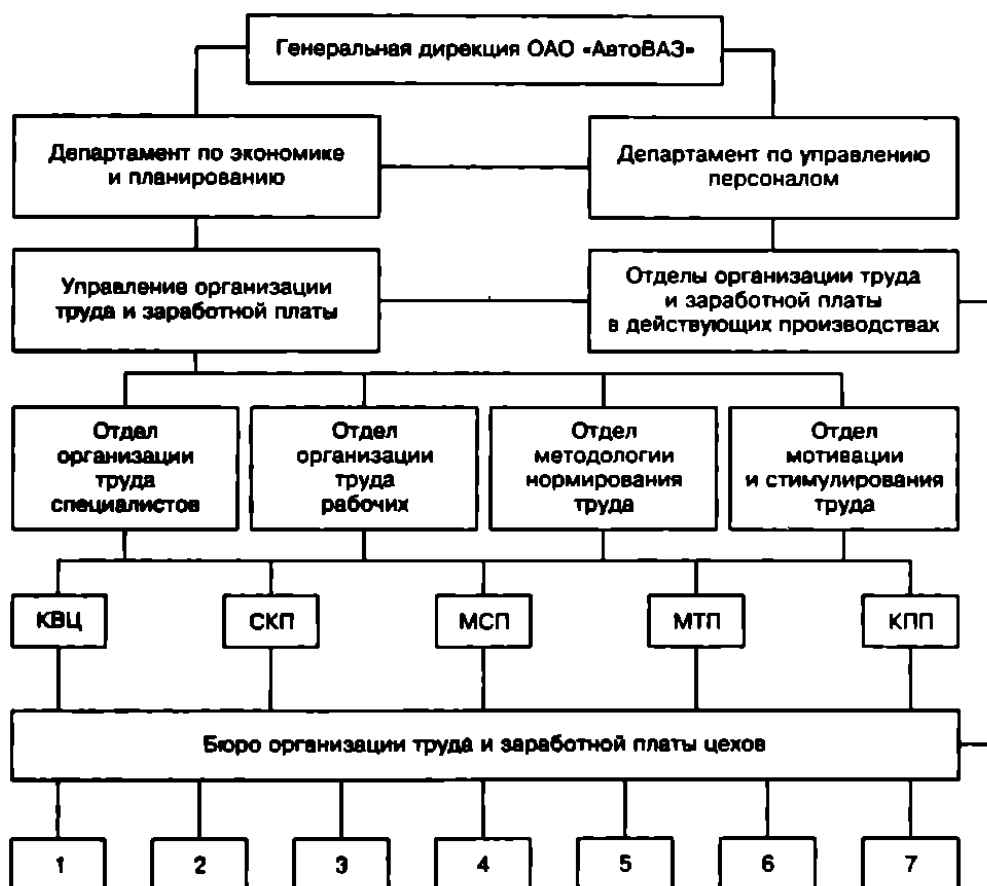 Генеральная дирекция ОАО «АвтоВАЗ»
Департамент по экономике
и планированию
Департамент по управлению
персоналом
Управление организации
труда и заработной платы
Отделы организации труда
и заработной платы
в действующих производствах
Отдел
организации
труда
специалистов
Отдел
организации
труда
рабочих
Отдел
методологии
нормирования
труда
Отдел
мотивации
и стимулирования
труда
КВЦ
СКП
МСП
МТП
КПП
Бюро организации труда и заработной платы цехов
1
2
3
4
5
6
7